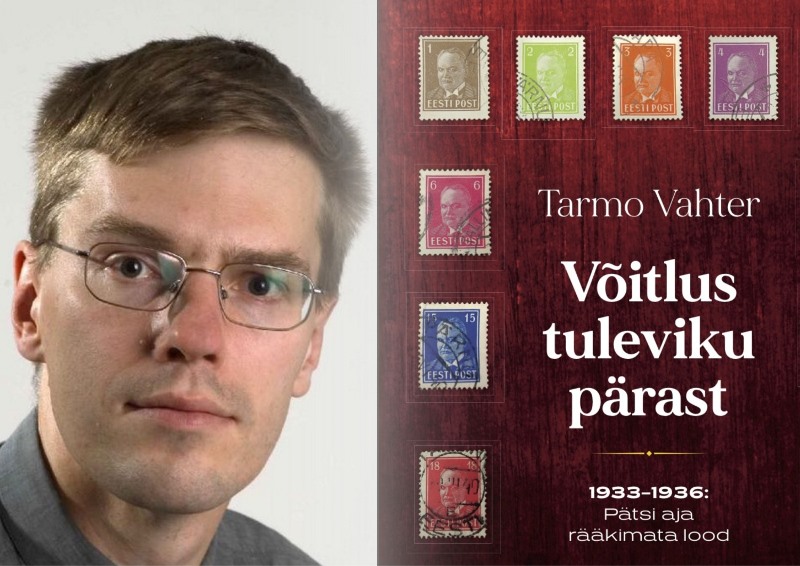 1
EESTI POST
2 2
EESTI POST
3 3
EESTI POST
4 4
EESTI POST
6 6
EESTI POST
15 15
EESTI POST
18 18
Tarmo Vahter
Võitlus
tuleviku
pärast
1933–1936:
Pätsi aja
rääkimata lood